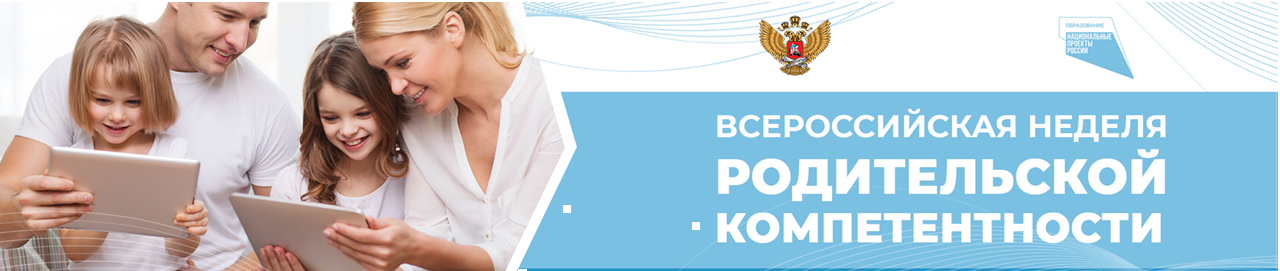 ОБРАЗОВАНИЕ
НАЦИОНАЛЬНЫЕ
ПРОЕКТЫ
РОССИИ
ВСЕРОССИЙСКАЯ НЕДЕЛЯ
РОДИТЕЛЬСКОЙ
КОМПЕТЕНТНОСТИ